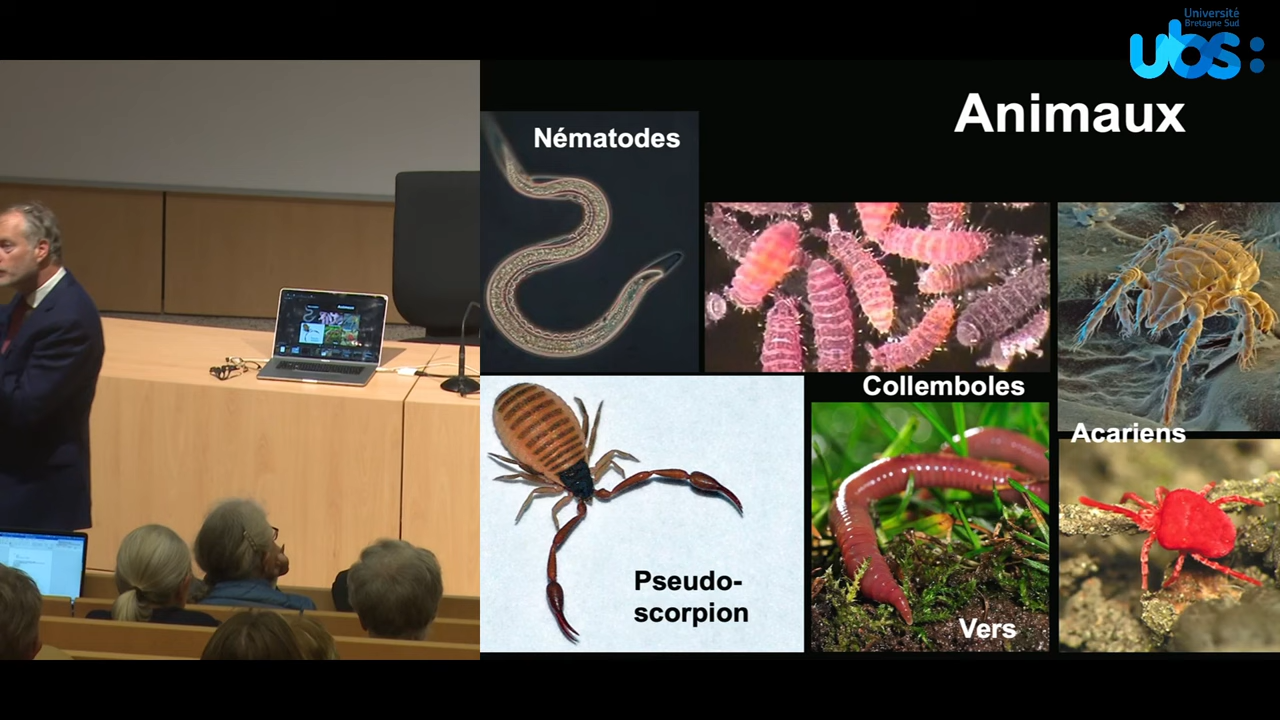 Université
Bretagne Sud
ubs:
Animaux
Nématodes
Collemboles
Acariens
Pseudo-
scorpion
Vers